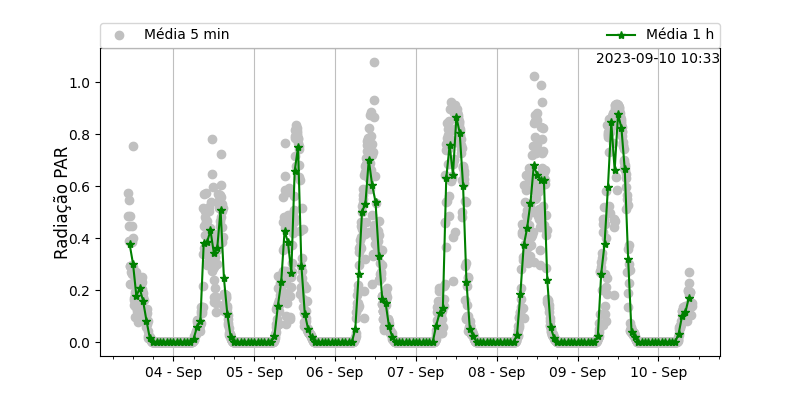 Média 5 min
Média 1 h
2023-09-10 10:33
Radiação PAR
1.0
0.8
0.6
0.4
0.2
0.0
04 - Sep 05 - Sep 06 - Sep 07 - Sep 08 - Sep 09 - Sep 10 - Sep